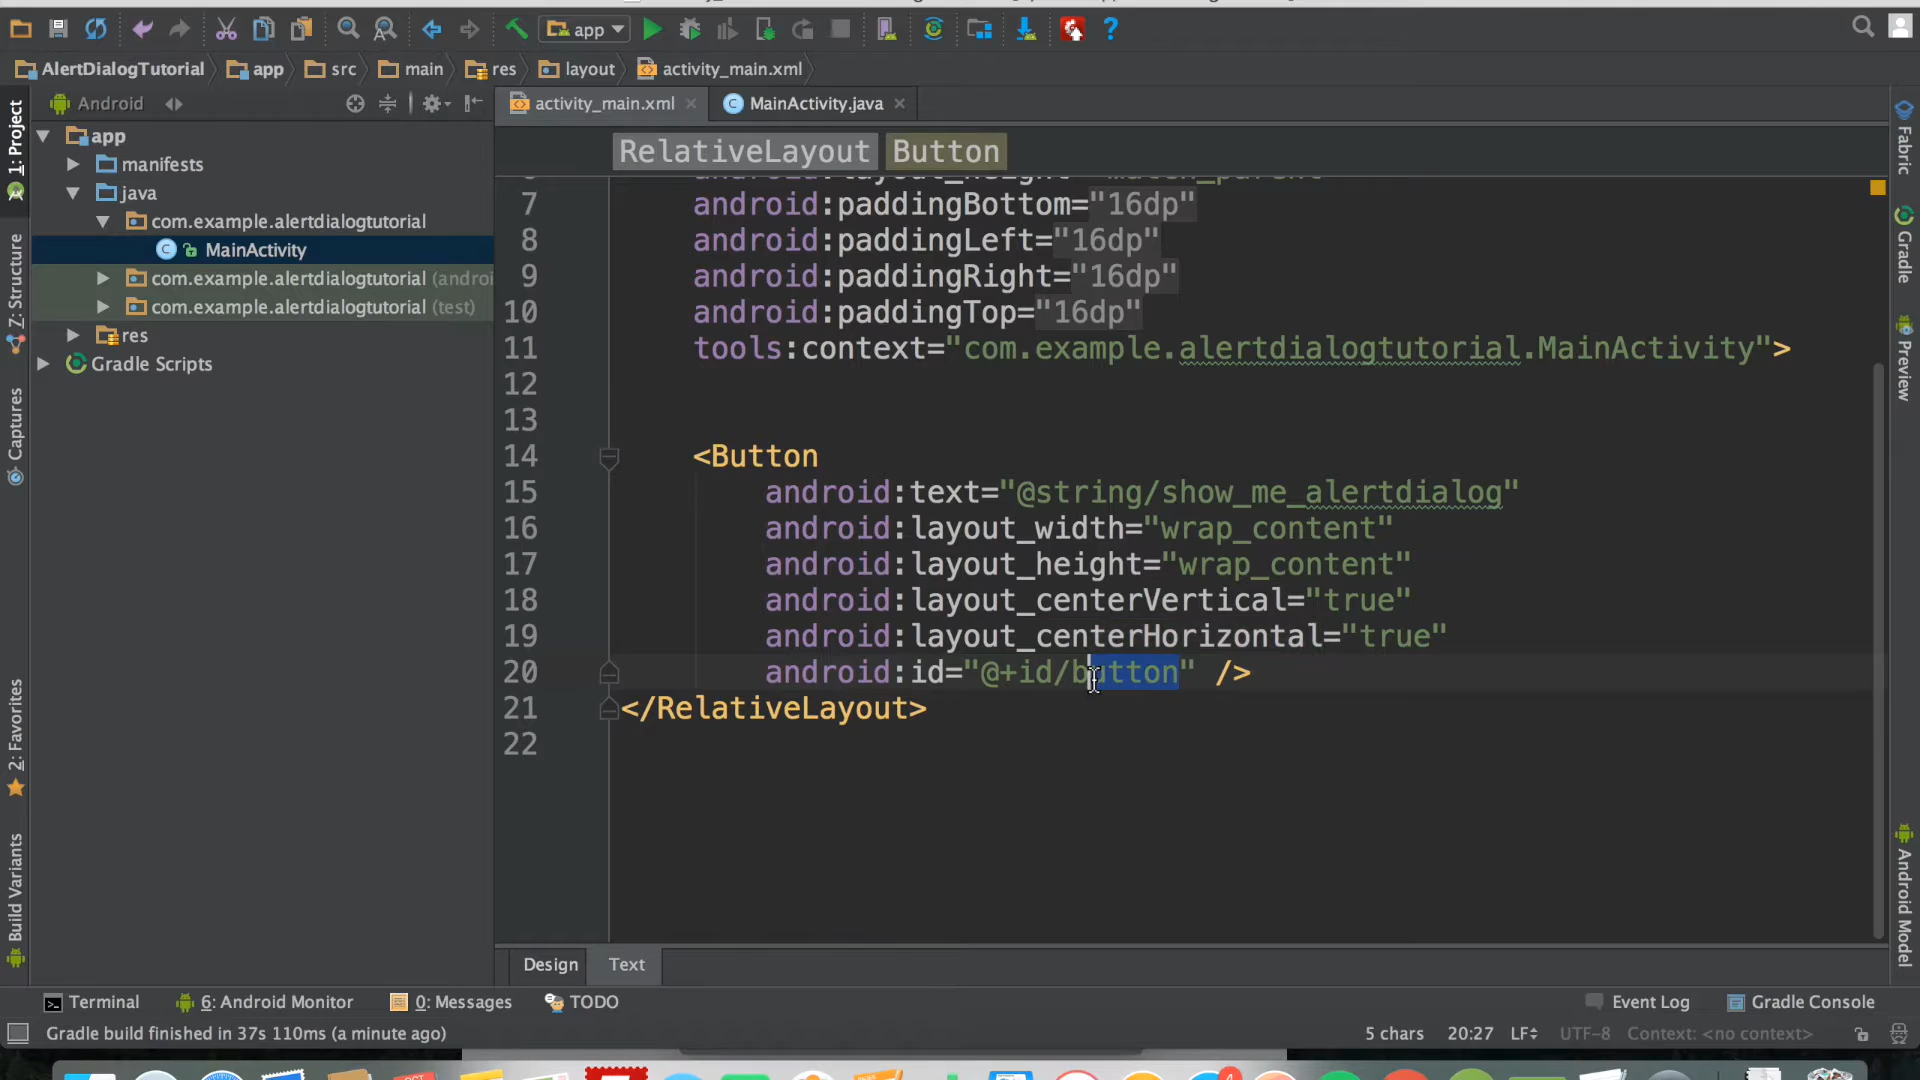 app
AlertDialogTutorial app src main res layout activity_main.xml
Android
activity_main.xml MainActivity.java
app
manifests
java
com.example.alertdialogtutorial
MainActivity
com.example.alertdialogtutorial (androi
com.example.alertdialogtutorial (test)
res
Gradle Scripts
1: Project
Z: Structure
Captures
2: Favorites
Build Variants
RelativeLayout Button
7 android:paddingBottom="16dp"
8 android:paddingLeft="16dp"
9 android:paddingRight="16dp"
10 android:paddingTop="16dp"
11 tools:context="com.example.alertdialogtutorial.MainActivity">
12
13
14 <Button
15 android:text="@string/show_me_alertdialog"
16 android:layout_width="wrap_content"
17 android:layout_height="wrap_content"
18 android:layout_centerVertical="true"
19 android:layout_centerHorizontal="true"
20 android:id="@+id/button" />
21 </RelativeLayout>
22
Fabric
Gradle
Preview
Android Model
Design Text
Terminal 6: Android Monitor 0: Messages TODO Event Log Gradle Console
Gradle build finished in 37s 110ms (a minute ago) 5 chars 20:27 LF UTF-8 Context: <no context>